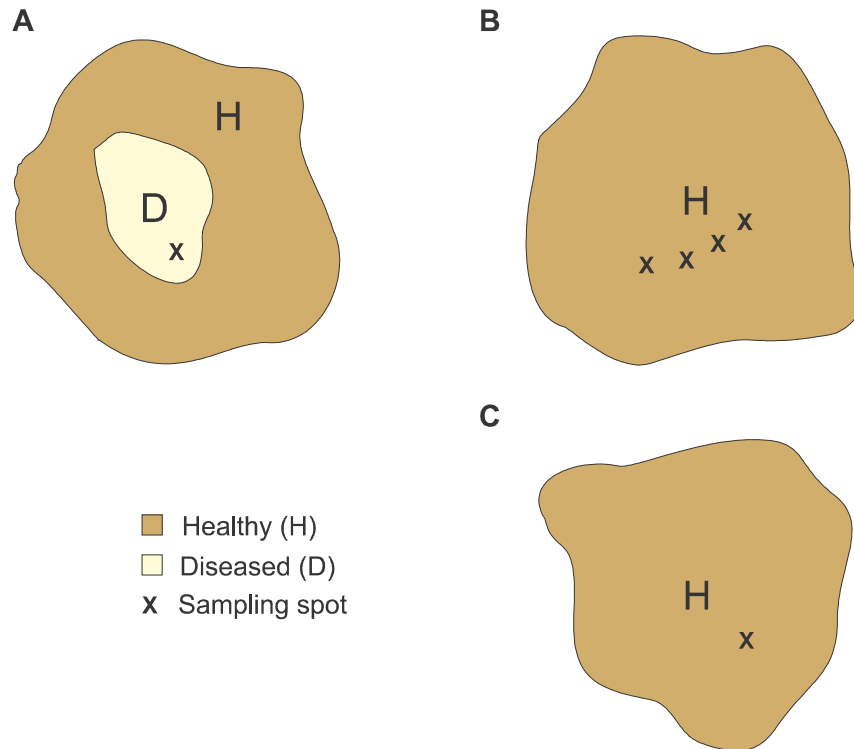 A
B
H
D
x
H
x
x
x
x
C
Healthy (H)
Diseased (D)
x Sampling spot
H
x